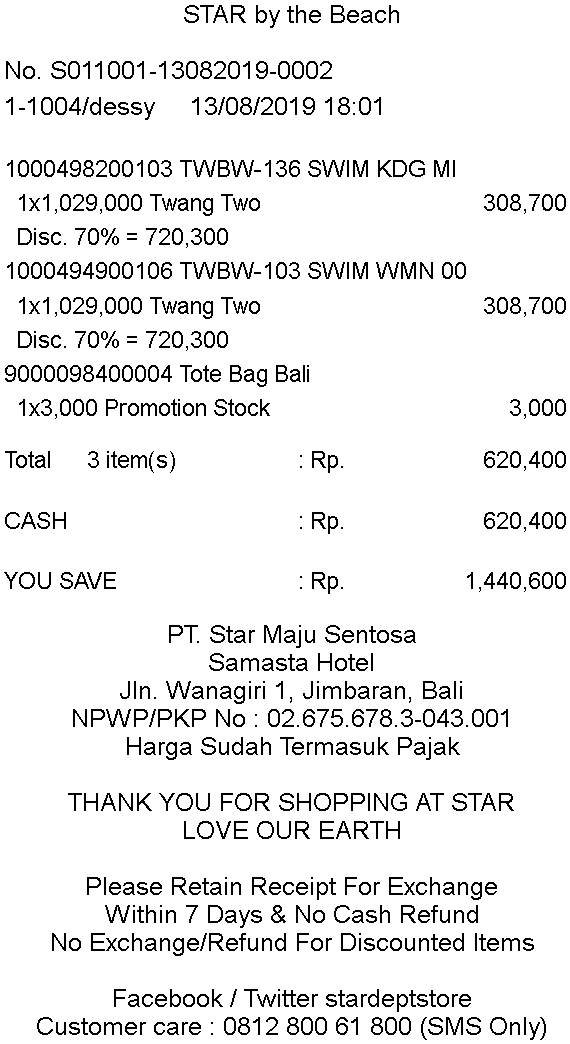 STAR by the Beach
No. S011001-13082019-0002
1-1004/dessy 13/08/2019 18:01
1000498200103 TWBW-136 SWIM KDG MI
1x1,029,000 Twang Two 308,700
Disc. 70% = 720,300
1000494900106 TWBW-103 SWIM WMN 00
1x1,029,000 Twang Two 308,700
Disc. 70% = 720,300
9000098400004 Tote Bag Bali
1x3,000 Promotion Stock 3,000
Total 3 item(s) : Rp. 620,400
CASH : Rp. 620,400
YOU SAVE : Rp. 1,440,600
PT. Star Maju Sentosa
Samasta Hotel
Jln. Wanagiri 1, Jimbaran, Bali
NPWP/PKP No : 02.675.678.3-043.001
Harga Sudah Termasuk Pajak
THANK YOU FOR SHOPPING AT STAR
LOVE OUR EARTH
Please Retain Receipt For Exchange
Within 7 Days & No Cash Refund
No Exchange/Refund For Discounted Items
Facebook / Twitter stardeptstore
Customer care : 0812 800 61 800 (SMS Only)